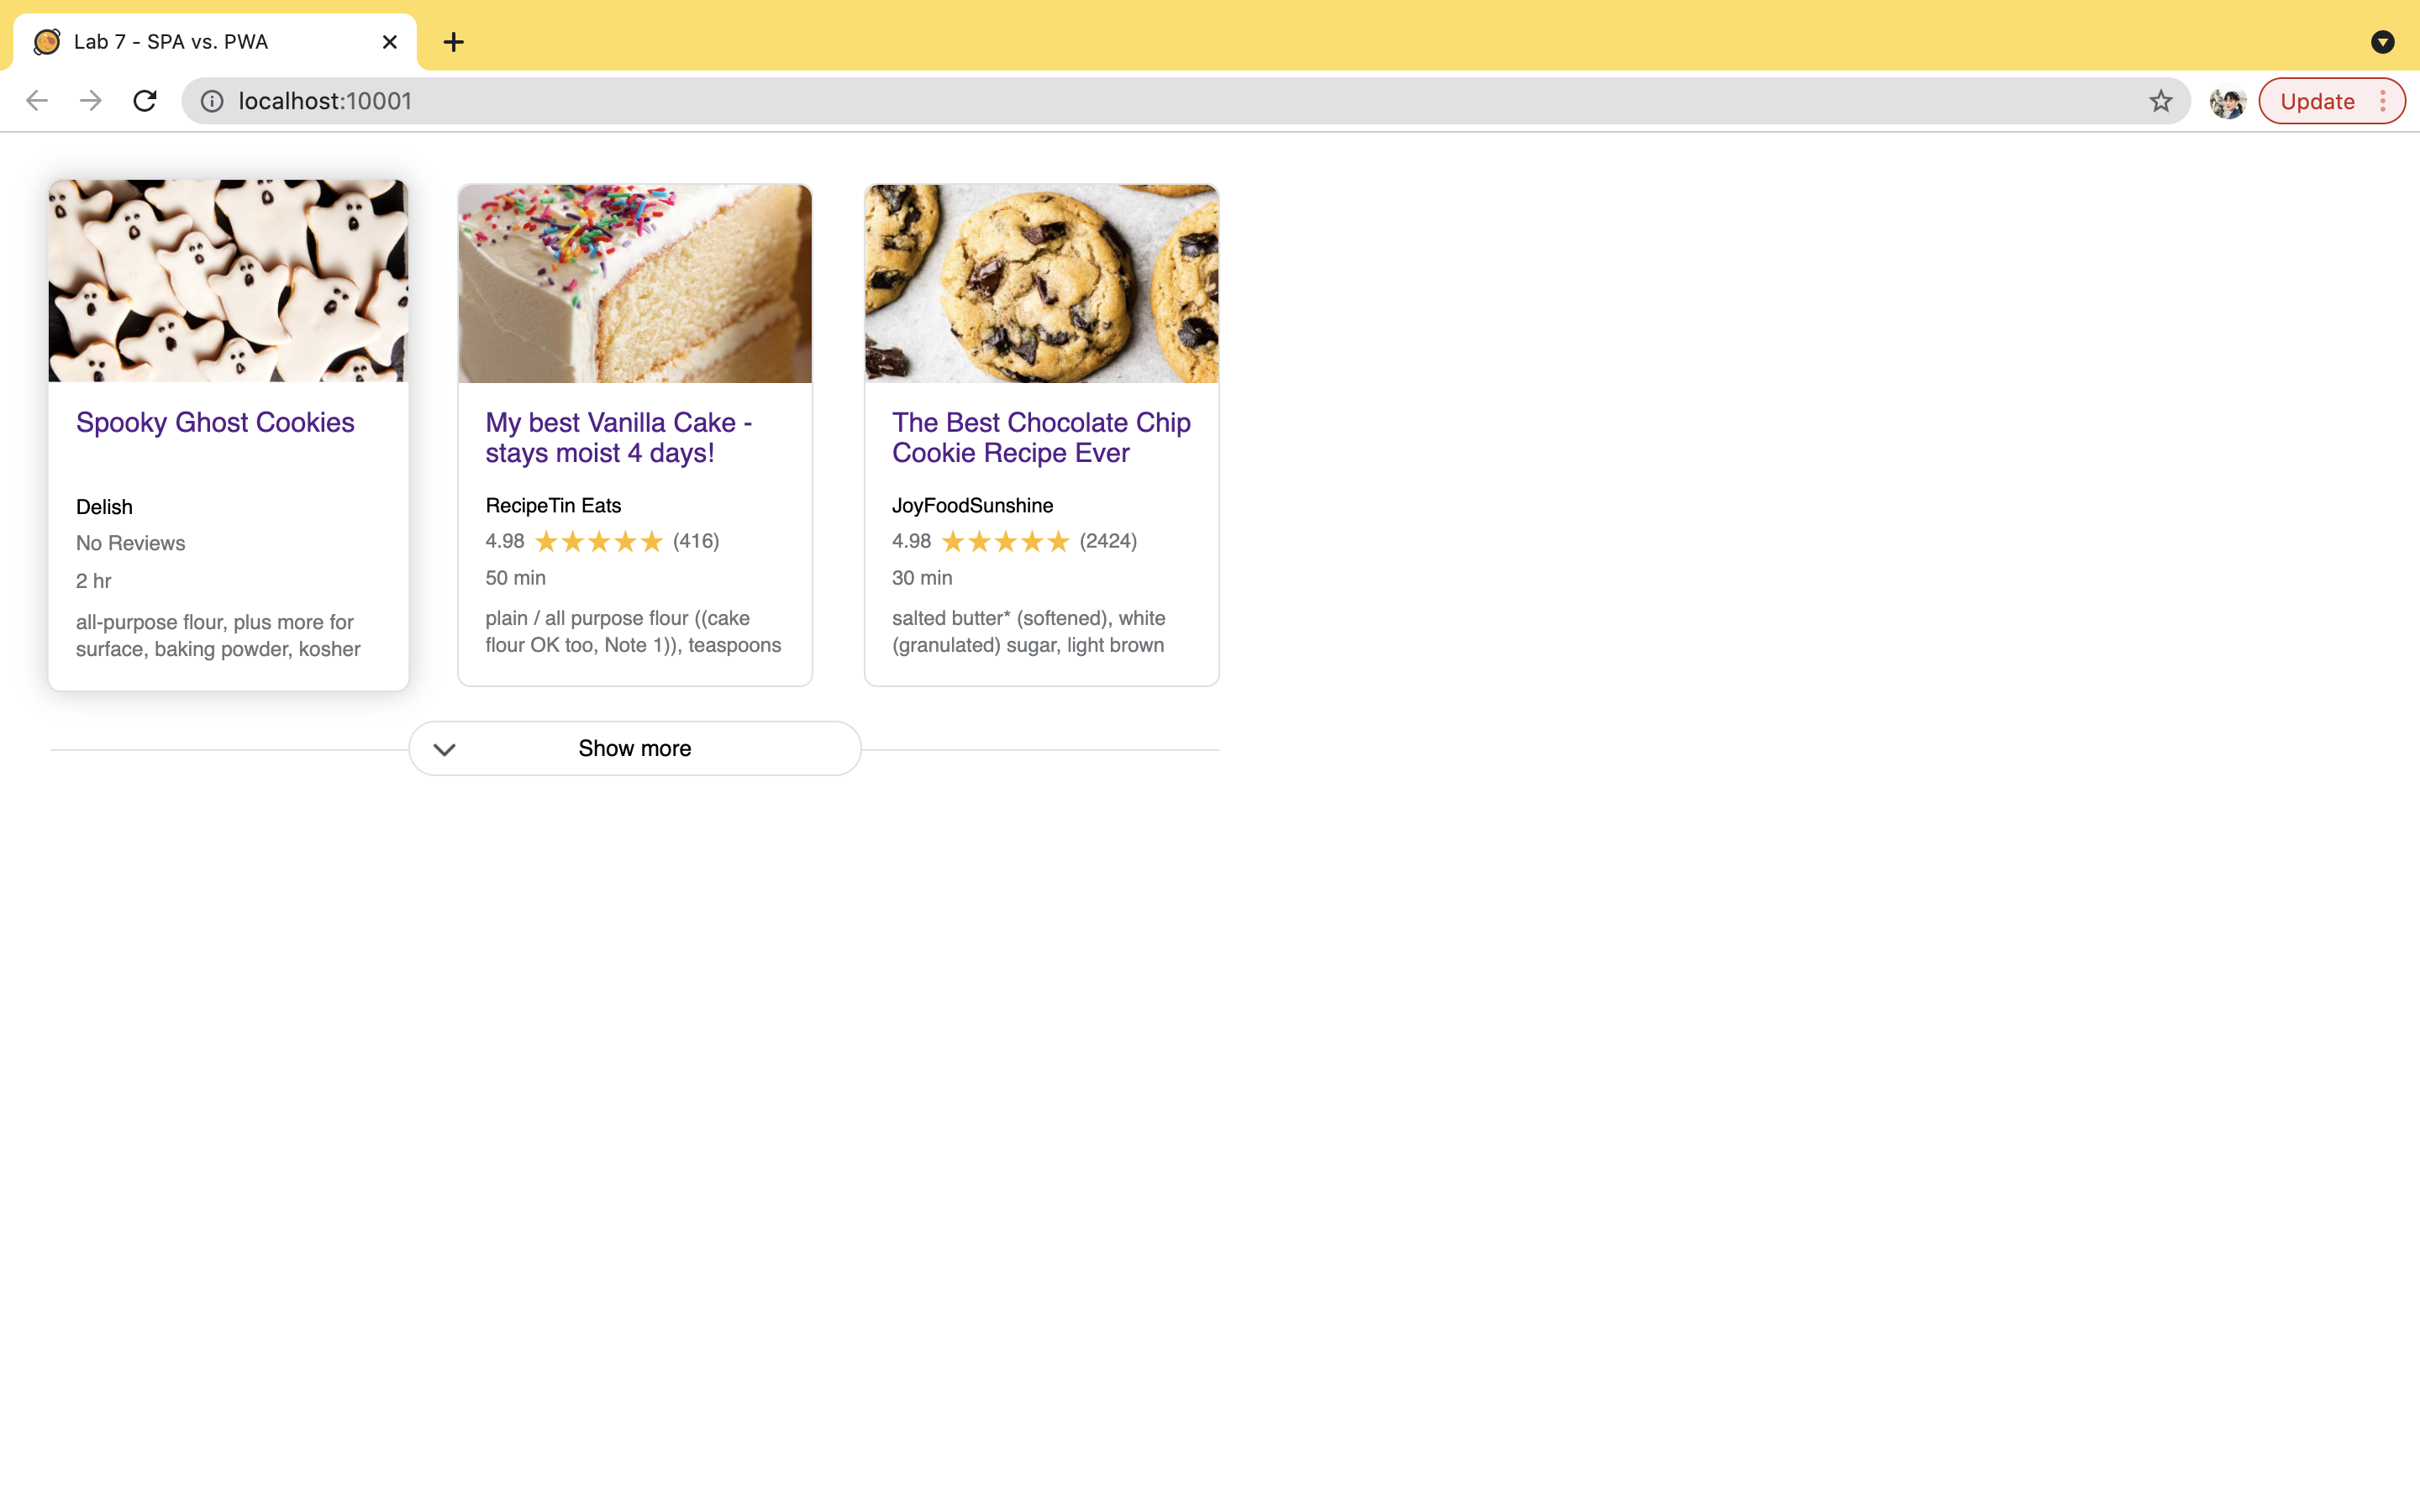 Lab 7 - SPA vs. PWA
localhost:10001
Update
Spooky Ghost Cookies
Delish
No Reviews
2 hr
all-purpose flour, plus more for
surface, baking powder, kosher
My best Vanilla Cake -
stays moist 4 days!
RecipeTin Eats
4.98 (416)
50 min
plain / all purpose flour ((cake
flour OK too, Note 1)), teaspoons
The Best Chocolate Chip
Cookie Recipe Ever
JoyFoodSunshine
4.98 (2424)
30 min
salted butter* (softened), white
(granulated) sugar, light brown
Show more